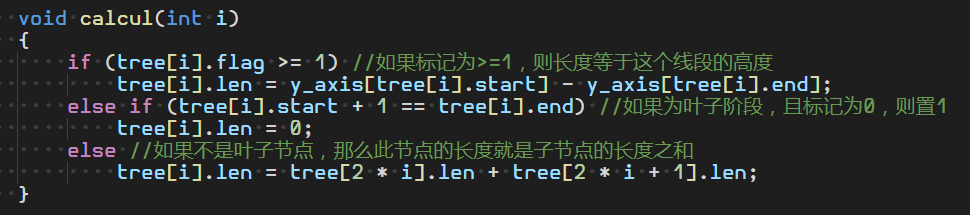 void calcul(int i)
{
if (tree[i].flag >= 1) //如果标记为>=1，则长度等于这个线段的高度
tree[i].len = y_axis[tree[i].start] - y_axis[tree[i].end];
else if (tree[i].start + 1 == tree[i].end) //如果为叶子阶段，且标记为0，则置1
tree[i].len = 0;
else //如果不是叶子节点，那么此节点的长度就是子节点的长度之和
tree[i].len = tree[2 * i].len + tree[2 * i + 1].len;
}